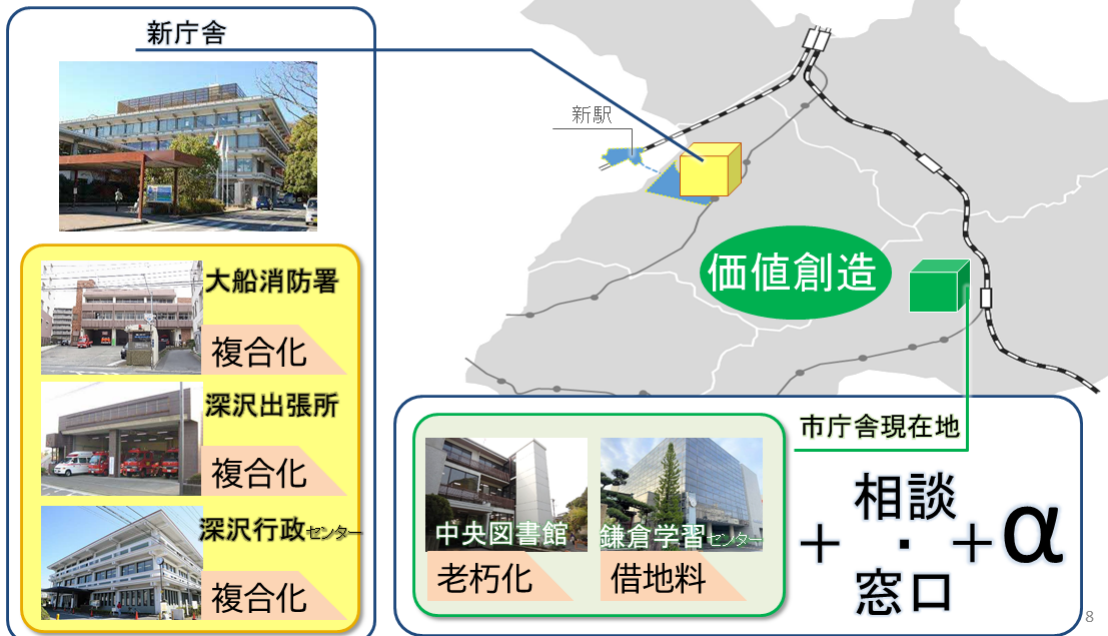 新庁舎
新駅
大船消防署
複合化
深沢出張所
複合化
深沢行政センター
複合化
価値創造
市庁舎現在地
中央図書館
老朽化
鎌倉学習センター
借地料
＋
相談
・
窓口
＋α
8